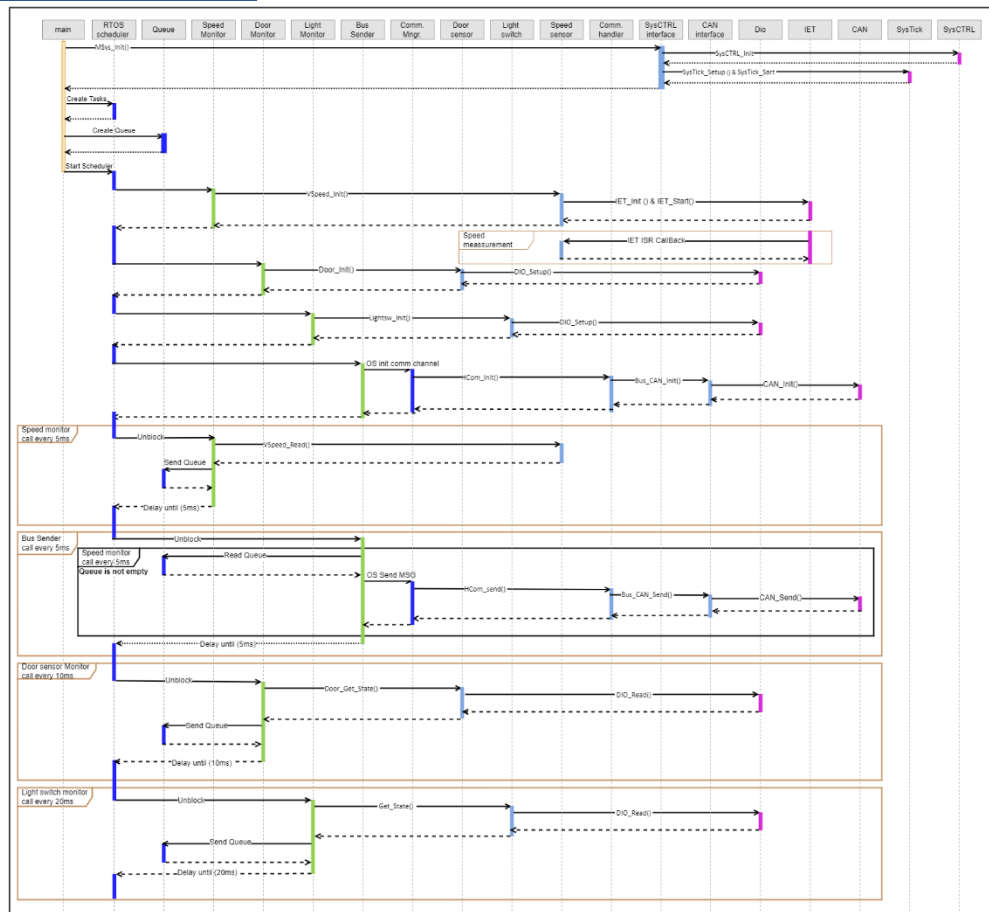 main
RTOS
scheduler
Queue
Speed
Monitor
Door
Monitor
Light
Monitor
Bus
Sender
Comm.
Mngr.
Door
sensor
Light
switch
Speed
sensor
Comm.
handler
SysCTRL
interface
CAN
interface
Dio
IET
CAN
SysTick
SysCTRL
MSys_Init()
SysCTRL_Init
SysTick_Setup () & SysTick_Sart
Create Tasks
Create Queue
Start Scheduler
VSpeed_Init()
IET_Init () & IET_Start()
Speed
meassurement
IET ISR CallBack
Door_Init()
DIO_Setup()
Lightsw_Init()
DIO_Setup()
OS init comm channel
HCom_Init()
Bus_CAN_Init()
CAN_Init()
Speed monitor
call every 5ms
Unblock
VSpeed_Read()
Send Queue
Delay until (5ms)
Bus Sender
call every 5ms
Unblock
Speed monitor
call every 5ms
Queue is not empty
Read Queue
OS Send MSG
HCom_send()
Bus_CAN_Send()
CAN_Send()
Delay until (5ms)
Door sensor Monitor
call every 10ms
Unblock
Door_Get_State()
DIO_Read()
Send Queue
Delay until (10ms)
Light switch monitor
call every 20ms
Unblock
Get_State()
DIO_Read()
Send Queue
Delay until (20ms)